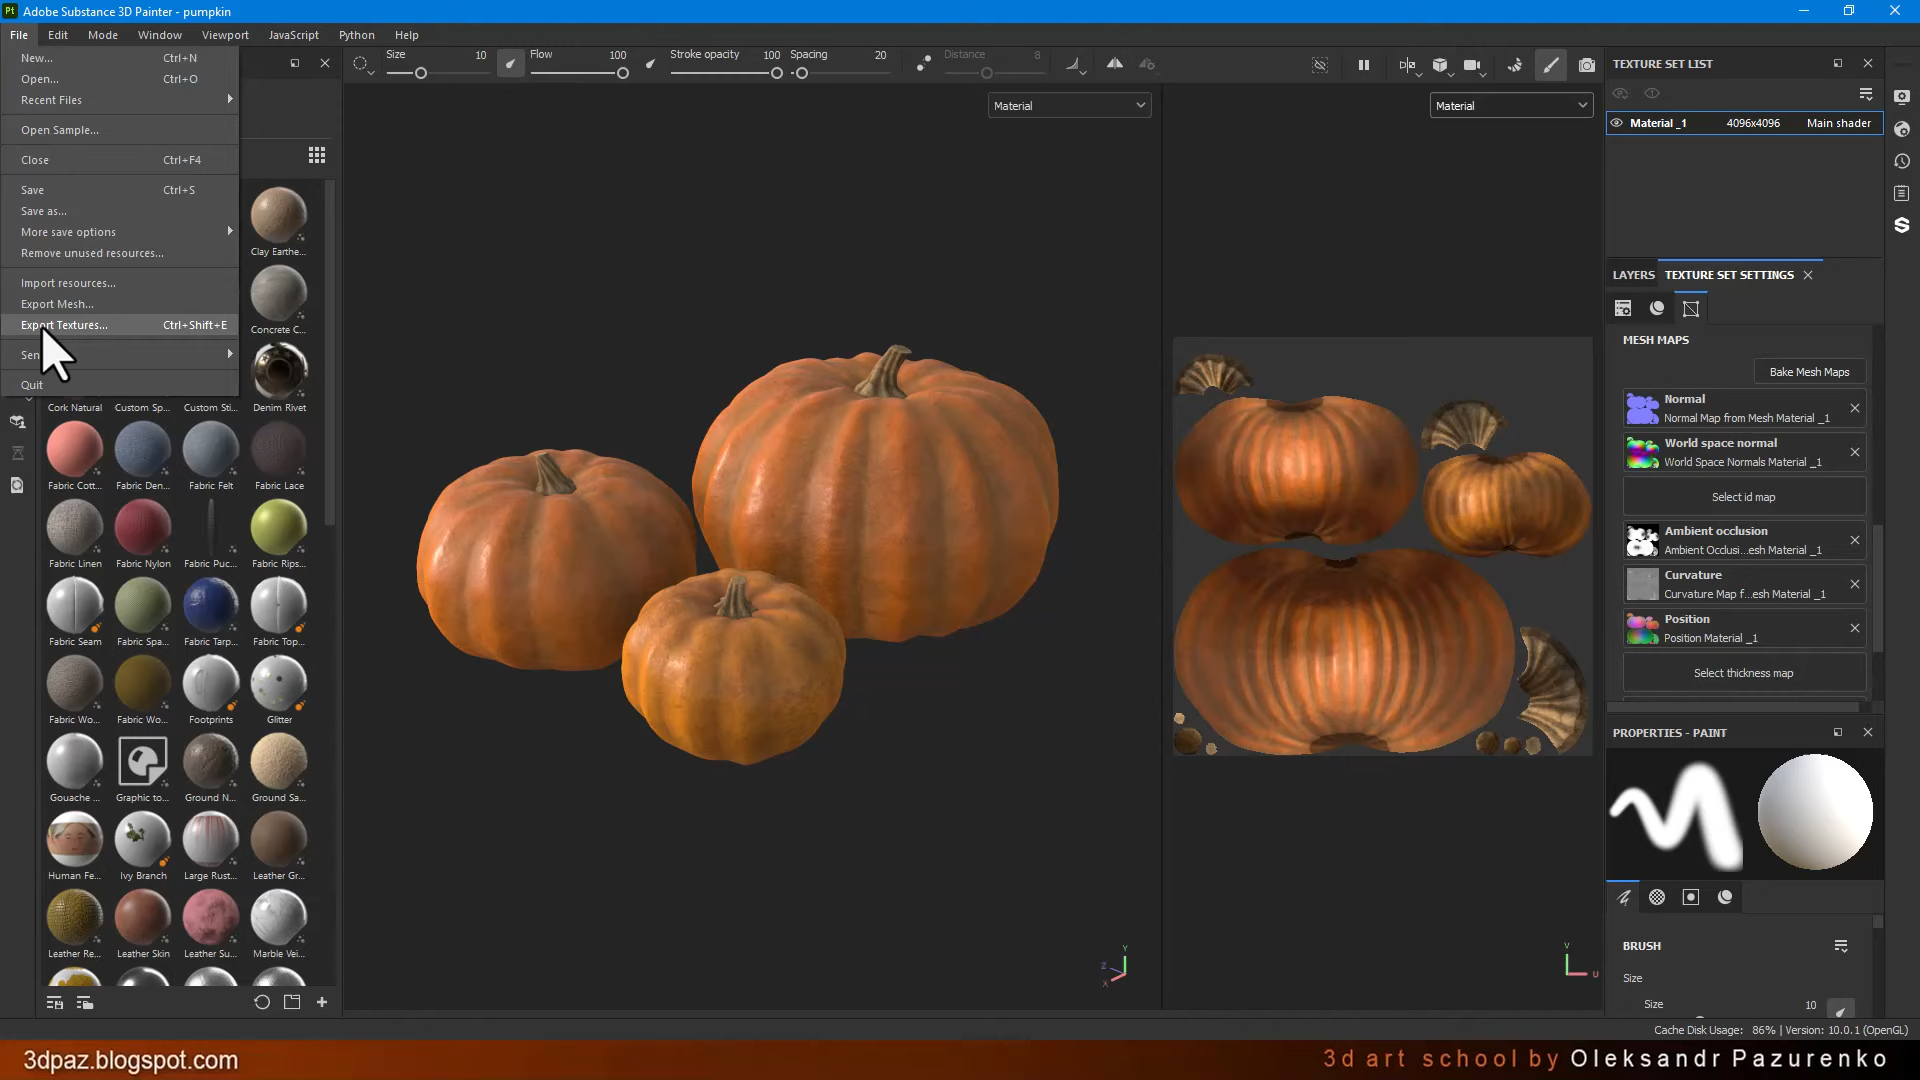 Pt Adobe Substance 3D Painter - pumpkin
File Edit Mode Window Viewport JavaScript Python Help
New... Ctrl+N
Open... Ctrl+O
Recent Files
Open Sample...
Close Ctrl+F4
Save Ctrl+S
Save as...
More save options
Remove unused resources...
Import resources...
Export Mesh...
Export Textures... Ctrl+Shift+E
Sen
Quit
Size 10
Flow 100
Stroke opacity 100
Spacing 20
Distance 8
Material
Material
Clay Earthe...
Concrete C...
Cork Natural Custom Sp... Custom Sti... Denim Rivet
Fabric Cott... Fabric Den... Fabric Felt Fabric Lace
Fabric Linen Fabric Nylon Fabric Puc... Fabric Rips...
Fabric Seam Fabric Spa... Fabric Tarp... Fabric Top...
Fabric Wo... Fabric Wo... Footprints Glitter
Gouache ... Graphic to... Ground N... Ground Sa...
Human Fe... Ivy Branch Large Rust... Leather Gr...
Leather Re... Leather Skin Leather Su... Marble Vei...
Y
Z
X
V
U
TEXTURE SET LIST
Material _1 4096x4096 Main shader
LAYERS TEXTURE SET SETTINGS
MESH MAPS
Bake Mesh Maps
Normal
Normal Map from Mesh Material _1
World space normal
World Space Normals Material _1
Select id map
Ambient occlusion
Ambient Occlusi...esh Material _1
Curvature
Curvature Map f...esh Material _1
Position
Position Material _1
Select thickness map
PROPERTIES - PAINT
BRUSH
Size
Size 10
Cache Disk Usage: 86% | Version: 10.0.1 (OpenGL)
3dpaz.blogspot.com
3d art school by Oleksandr Pazurenko